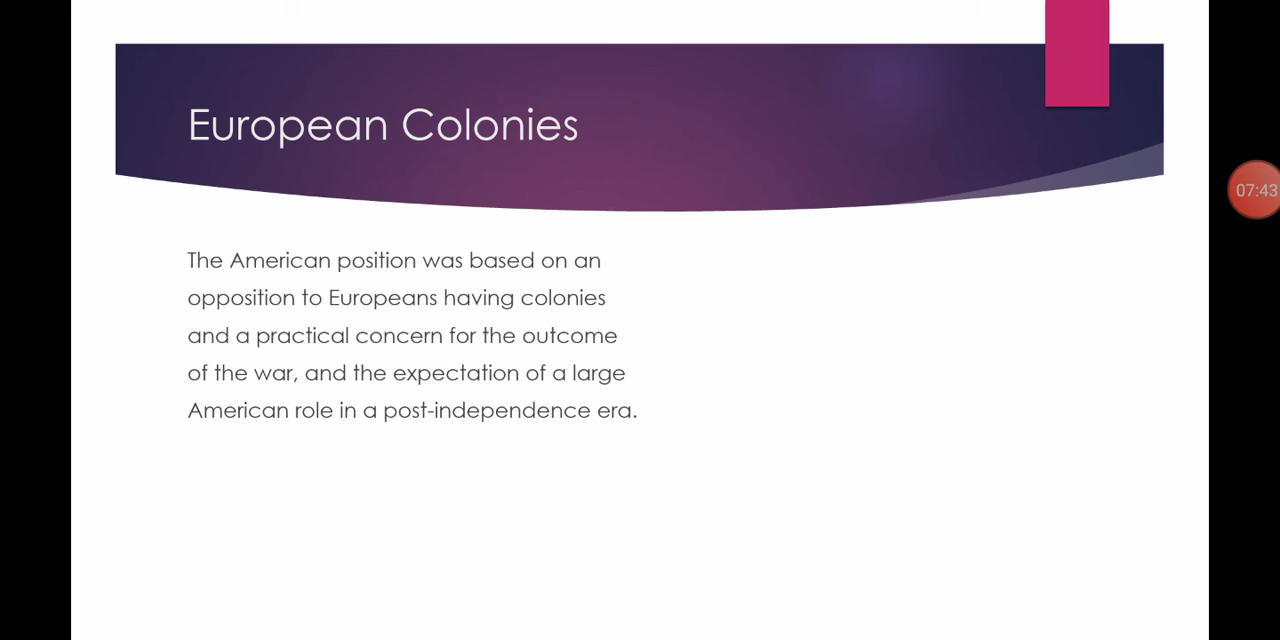 European Colonies
The American position was based on an
opposition to Europeans having colonies
and a practical concern for the outcome
of the war, and the expectation of a large
American role in a post-independence era.
07:43